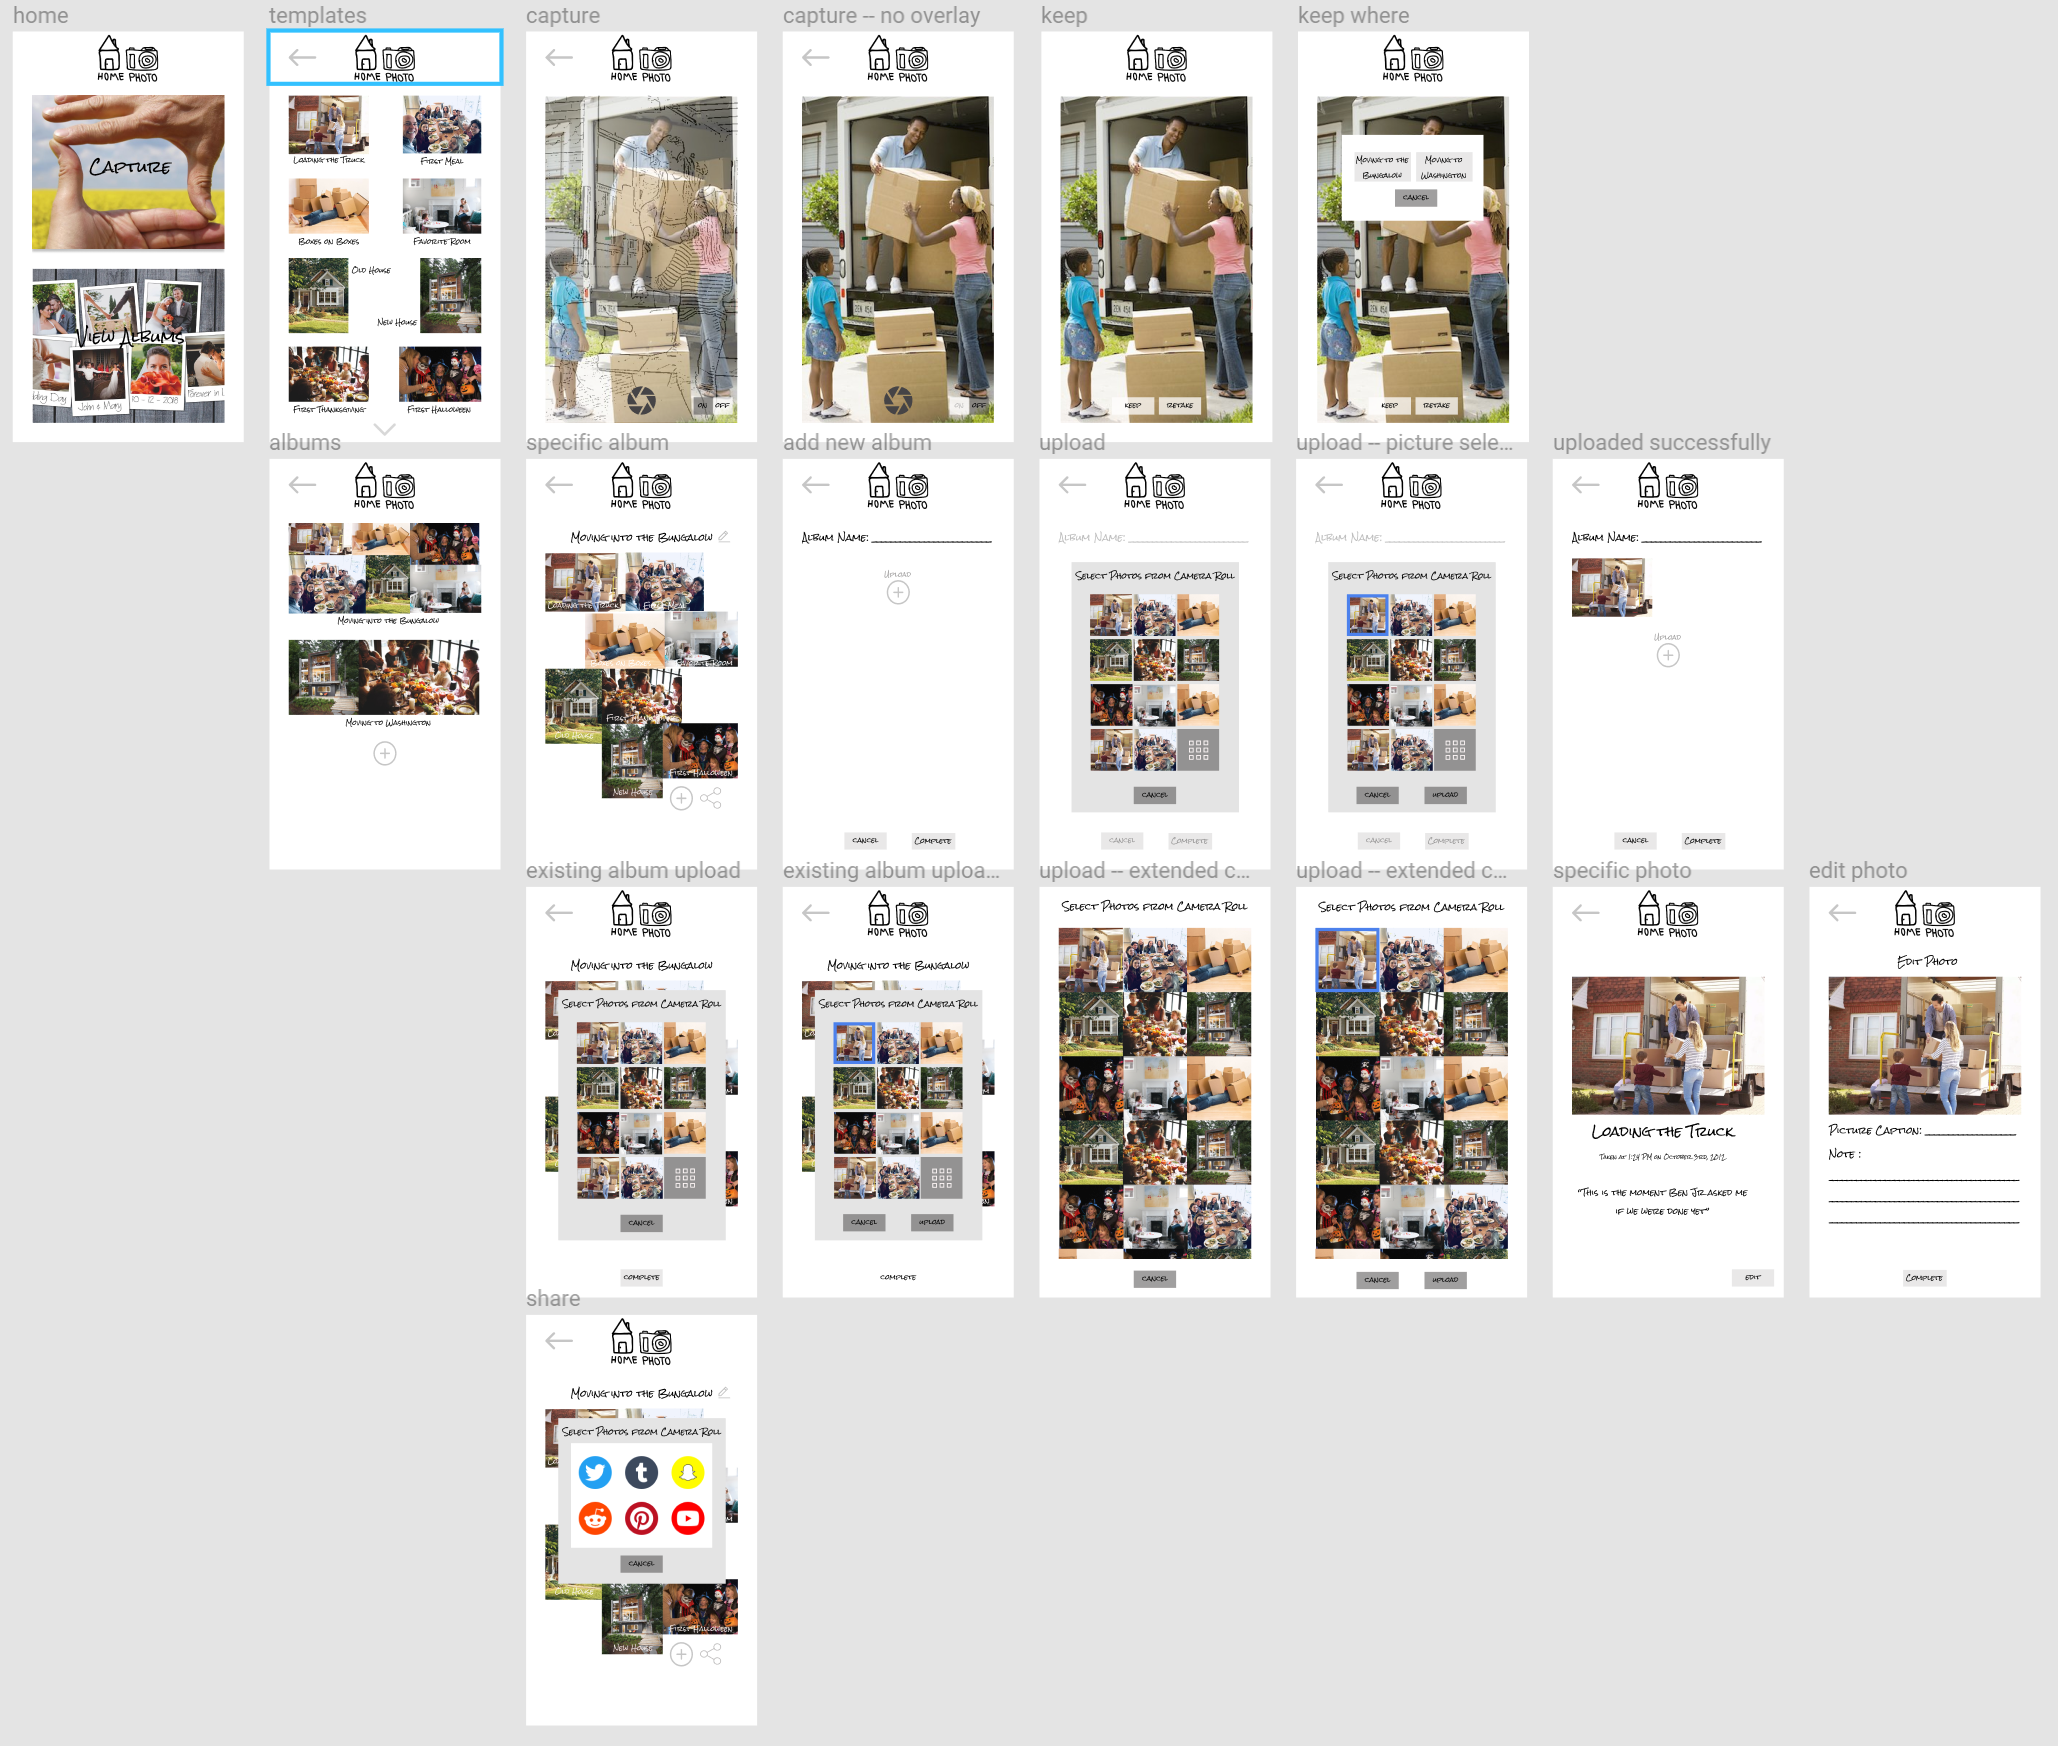 home
templates
capture
capture -- no overlay
keep
keep where
HOME PHOTO
HOME PHOTO
HOME PHOTO
HOME PHOTO
HOME PHOTO
HOME PHOTO
Capture
View Albums
John & Mary
10 - 12 - 2018
Loading the Truck
First Meal
Boxes on Boxes
Favorite Room
Old House
New House
First Thanksgiving
First Halloween
ON OFF
ON OFF
KEEP RETAKE
Moving to the Bungalow
Moving to Washington
CANCEL
KEEP RETAKE
albums
specific album
add new album
upload
upload -- picture sele...
uploaded successfully
HOME PHOTO
HOME PHOTO
HOME PHOTO
HOME PHOTO
HOME PHOTO
HOME PHOTO
Moving into the Bungalow
Moving to Washington
Moving into the Bungalow
Loading the Truck
First Meal
Boxes on Boxes
Favorite Room
First Thanksgiving
Old House
First Halloween
New House
Album Name:
Upload
CANCEL
Complete
Album Name:
Select Photos from Camera Roll
CANCEL
CANCEL
Complete
Album Name:
Select Photos from Camera Roll
CANCEL
UPLOAD
CANCEL
Complete
Album Name:
Upload
CANCEL
Complete
existing album upload
existing album uploa...
upload -- extended c...
upload -- extended c...
specific photo
edit photo
HOME PHOTO
HOME PHOTO
HOME PHOTO
HOME PHOTO
Moving into the Bungalow
Select Photos from Camera Roll
CANCEL
COMPLETE
Moving into the Bungalow
Select Photos from Camera Roll
CANCEL
UPLOAD
COMPLETE
Select Photos from Camera Roll
CANCEL
Select Photos from Camera Roll
CANCEL
UPLOAD
Loading the Truck
Taken at 1:24 PM on October 3rd, 2012
"This is the moment Ben Jr. asked me
if we were done yet"
EDIT
Edit Photo
Picture Caption:
Note :
Complete
share
HOME PHOTO
Moving into the Bungalow
Select Photos from Camera Roll
CANCEL
Old House
First Halloween
New House